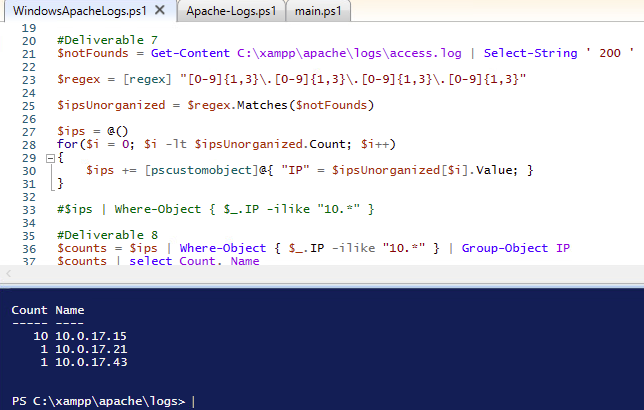 WindowsApacheLogs.ps1 X Apache-Logs.ps1 main.ps1
19
20 #Deliverable 7
21 $notFounds = Get-Content C:\xampp\apache\logs\access.log | Select-String ' 200 '
22
23 $regex = [regex] "[0-9]{1,3}\.[0-9]{1,3}\.[0-9]{1,3}\.[0-9]{1,3}"
24
25 $ipsUnorganized = $regex.Matches($notFounds)
26
27 $ips = @()
28 for($i = 0; $i -lt $ipsUnorganized.Count; $i++)
29 {
30 $ips += [pscustomobject]@{ "IP" = $ipsUnorganized[$i].Value; }
31 }
32
33 #$ips | Where-Object { $_.IP -ilike "10.*" }
34
35 #Deliverable 8
36 $counts = $ips | Where-Object { $_.IP -ilike "10.*" } | Group-Object IP
37 $counts | select Count, Name
Count Name
----- ----
10 10.0.17.15
1 10.0.17.21
1 10.0.17.43
PS C:\xampp\apache\logs>